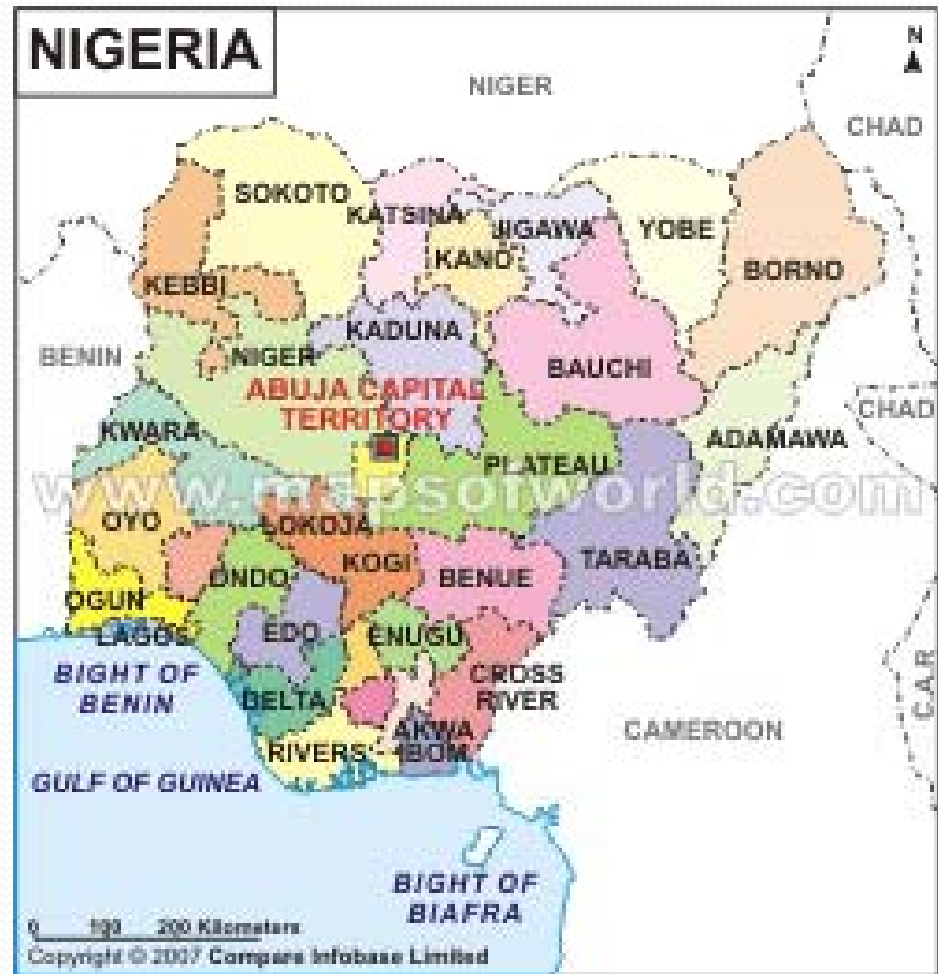 NIGERIA
N
NIGER
CHAD
SOKOTO
KATSINA
JIGAWA
YOBE
KANO
BORNO
KEBBI
KADUNA
BENIN
NIGER
BAUCHI
ABUJA CAPITAL
TERRITORY
CHAD
KWARA
ADAMAWA
PLATEAU
www.mapsofworld.com
OYO
LOKOJA
KOGI
TARABA
ONDO
BENUE
OGUN
LAGOS
EDO
ENUGU
BIGHT OF
BENIN
CROSS
RIVER
C.A.R
DELTA
AKWA
IBOM
CAMEROON
RIVERS
GULF OF GUINEA
BIGHT OF
BIAFRA
0 100 200 Kilometers
Copyright © 2007 Compare Infobase Limited